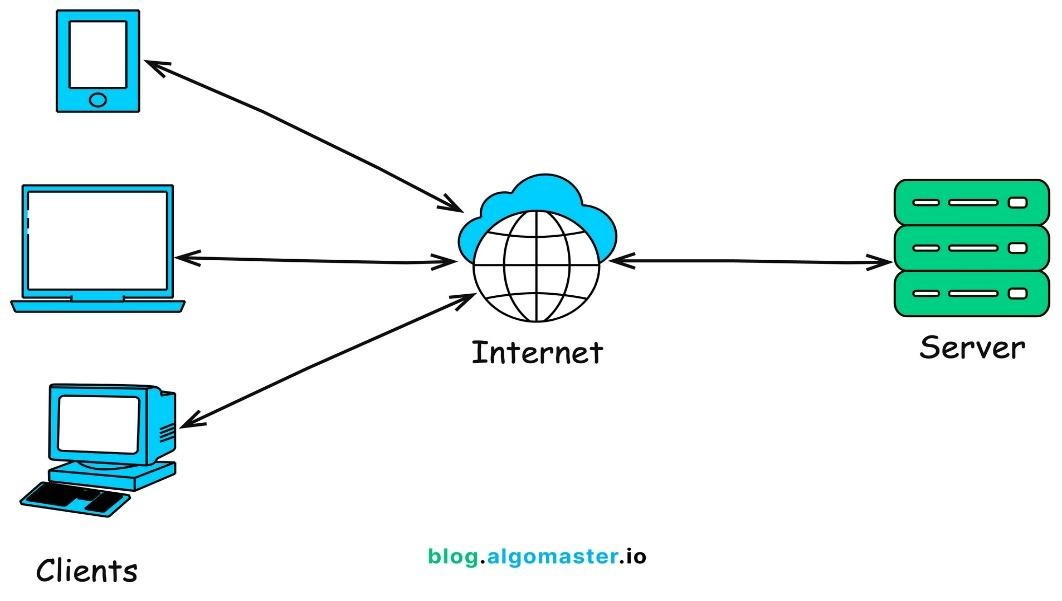 Internet
Server
Clients
blog.algomaster.io